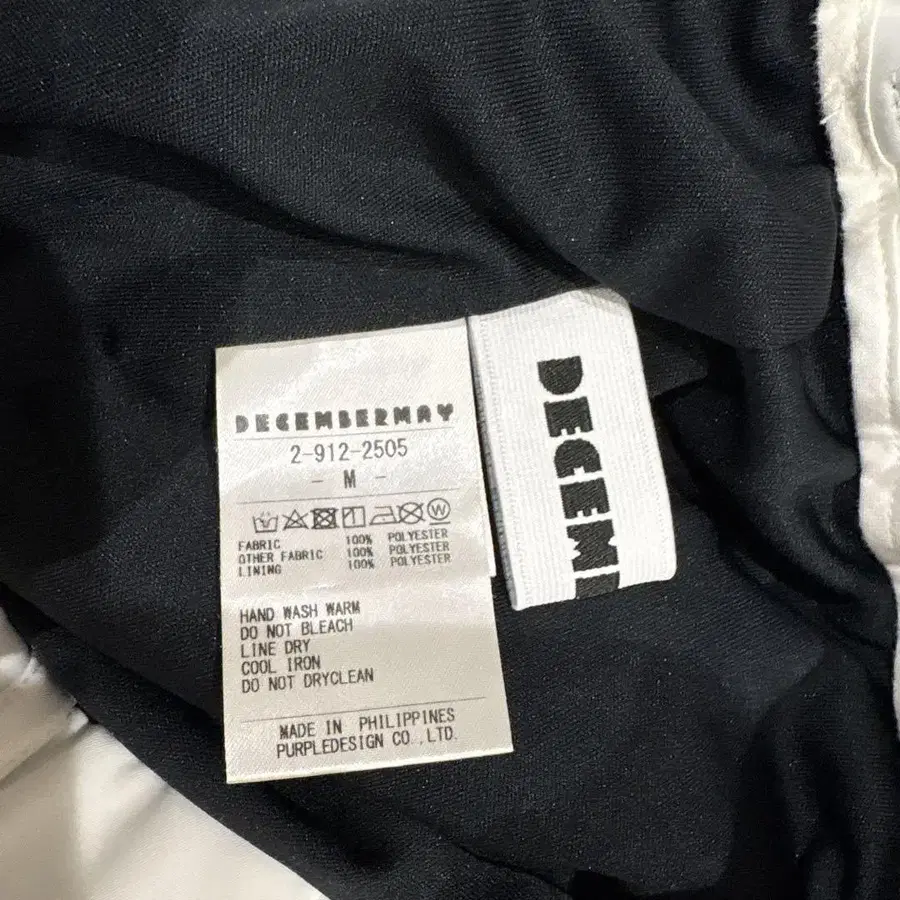 DECEMBERMAY
2-912-2505
- M -
W
FABRIC 100% POLYESTER
OTHER FABRIC 100% POLYESTER
LINING 100% POLYESTER
HAND WASH WARM
DO NOT BLEACH
LINE DRY
COOL IRON
DO NOT DRYCLEAN
MADE IN PHILIPPINES
PURPLEDESIGN CO.,LTD.
DECEM